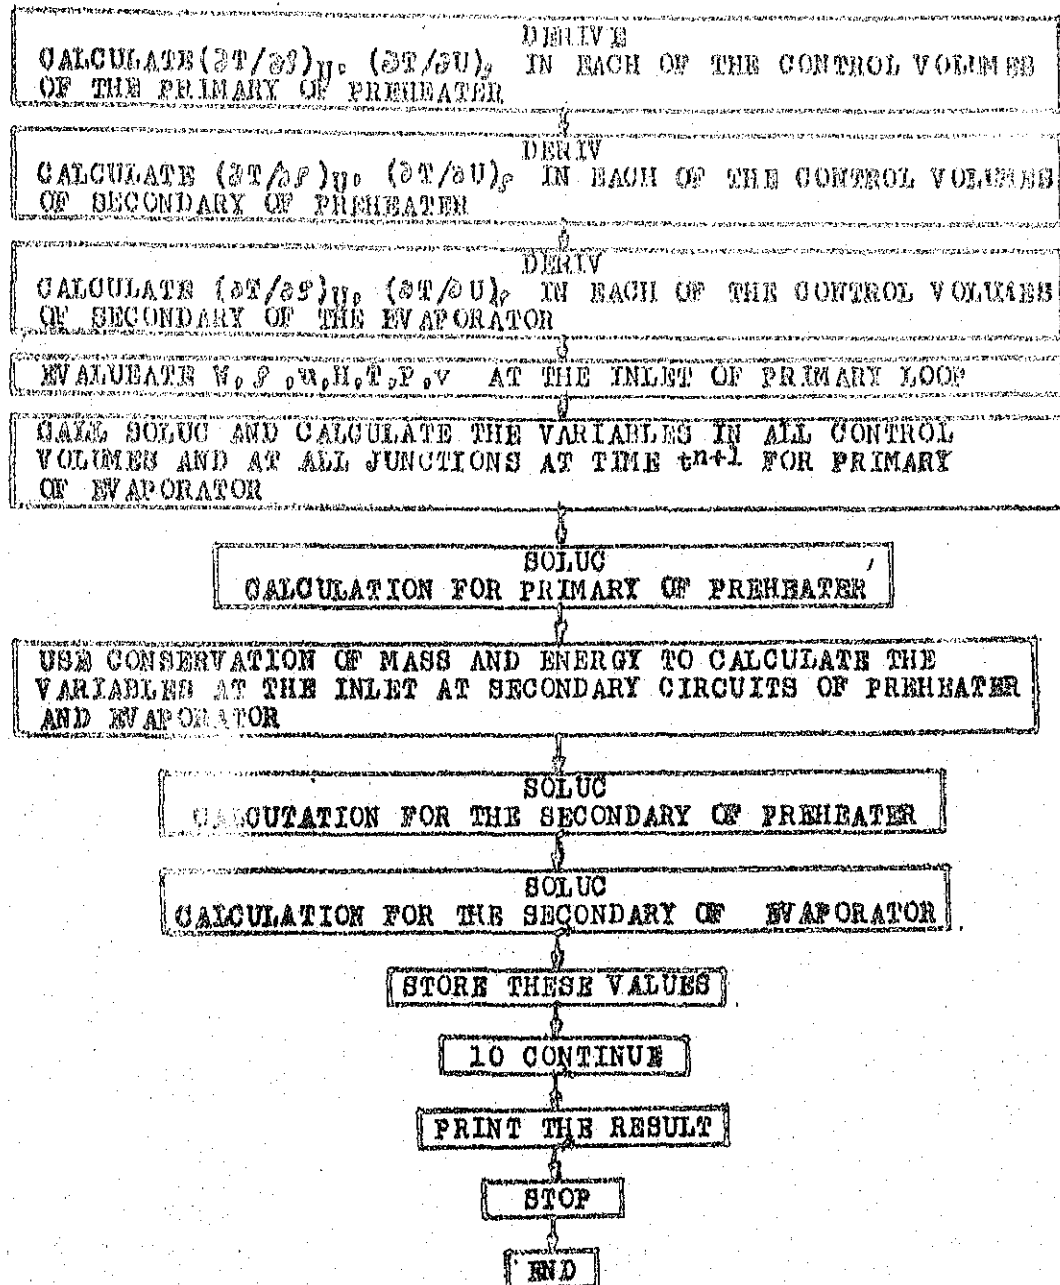 DERIVE
CALCULATE (∂T/∂ρ)U, (∂T/∂U)ρ IN EACH OF THE CONTROL VOLUMES
OF THE PRIMARY OF PREHEATER
DERIV
CALCULATE (∂T/∂ρ)U, (∂T/∂U)ρ IN EACH OF THE CONTROL VOLUMES
OF SECONDARY OF PREHEATER
DERIV
CALCULATE (∂T/∂ρ)U, (∂T/∂U)ρ IN EACH OF THE CONTROL VOLUMES
OF SECONDARY OF THE EVAPORATOR
EVALUEATE W,ρ,u,H,T,P,v AT THE INLET OF PRIMARY LOOP
CALL SOLUC AND CALCULATE THE VARIABLES IN ALL CONTROL
VOLUMES AND AT ALL JUNCTIONS AT TIME tn+1 FOR PRIMARY
OF EVAPORATOR
SOLUC
CALCULATION FOR PRIMARY OF PREHEATER
USE CONSERVATION OF MASS AND ENERGY TO CALCULATE THE
VARIABLES AT THE INLET AT SECONDARY CIRCUITS OF PREHEATER
AND EVAPORATOR
SOLUC
CALCUTATION FOR THE SECONDARY OF PREHEATER
SOLUC
CALCULATION FOR THE SECONDARY OF EVAPORATOR
STORE THESE VALUES
10 CONTINUE
PRINT THE RESULT
STOP
END